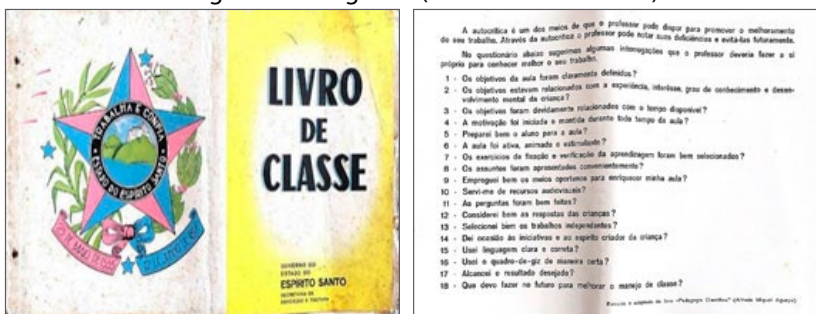 TRABALHA E CONFIA
ESTADO DO ESPÍRITO SANTO
LIVRO
DE
CLASSE
GOVERNO DO
ESTADO DO
ESPÍRITO SANTO
SECRETARIA DA
EDUCAÇÃO E CULTURA
A autocrítica é um dos meios de que o professor pode dispor para promover o melhoramento
do seu trabalho. Através da autocrítica o professor pode notar suas deficiências e evitá-las futuramente.
No questionário abaixo sugerimos algumas interrogações que o professor deveria fazer a si
próprio para conhecer melhor o seu trabalho.
1 - Os objetivos da aula foram claramente definidos?
2 - Os objetivos estavam relacionados com a experiência, interêsse, grau de conhecimento e desen-
volvimento mental da criança?
3 - Os objetivos foram devidamente relacionados com o tempo disponível?
4 - A motivação foi iniciada e mantida durante todo tempo da aula?
5 - Preparei bem o aluno para a aula?
6 - A aula foi ativa, animada e estimulante?
7 - Os exercícios de fixação e verificação da aprendizagem foram bem selecionados?
8 - Os assuntos foram apresentados convenientemente?
9 - Empreguei bem os meios oportunos para enriquecer minha aula?
10 - Servi-me de recursos audiovisuais?
11 - As perguntas foram bem feitas?
12 - Considerei bem as respostas das crianças?
13 - Selecionei bem os trabalhos independentes?
14 - Dei ocasião às iniciativas e ao espírito criador da criança?
15 - Usei linguagem clara e correta?
16 - Usei o quadro-de-giz de maneira certa?
17 - Alcancei o resultado desejado?
18 - Que devo fazer no futuro para melhorar o manejo de classe?
adaptado do livro «Pedagogia Científica» (Alfredo Miguel Aguayo)